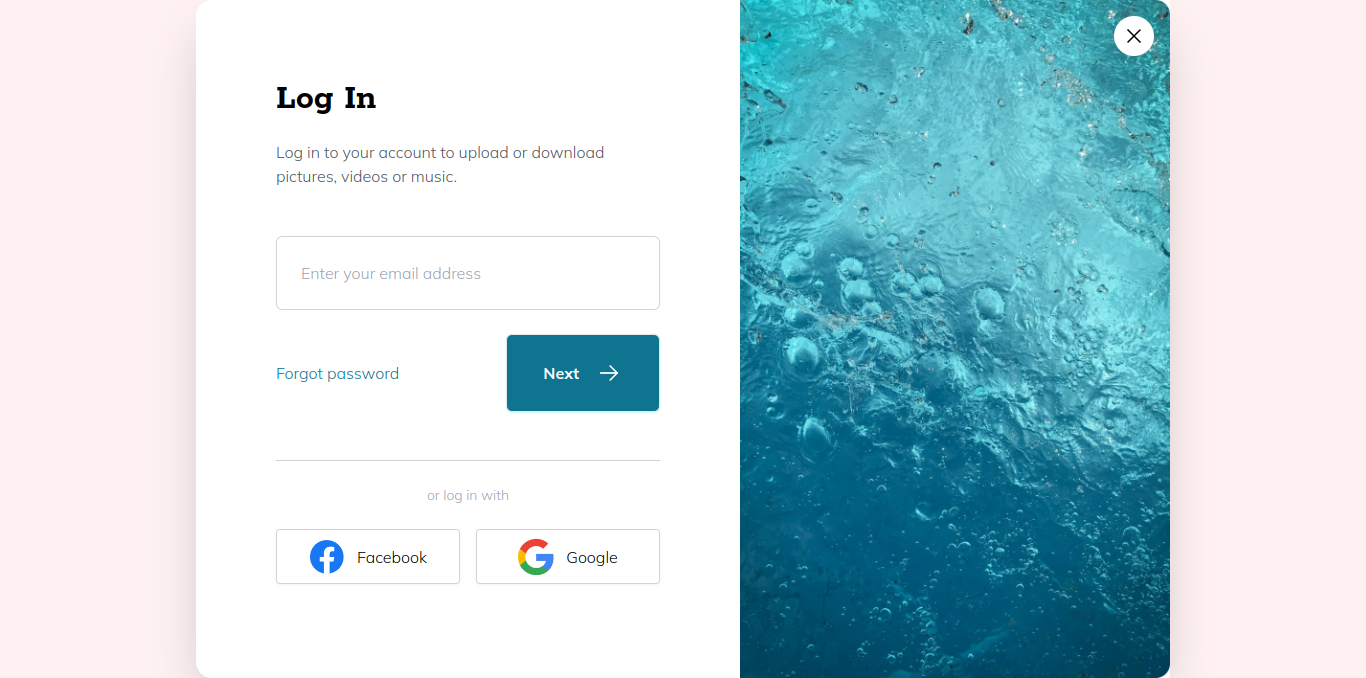 Log In
Log in to your account to upload or download
pictures, videos or music.
Enter your email address
Forgot password
Next
or log in with
Facebook
Google